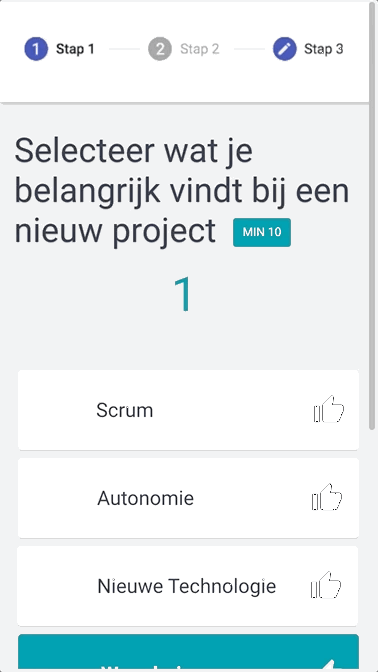 1 Stap 1 2 Stap 2 Stap 3
Selecteer wat je
belangrijk vindt bij een
nieuw project MIN 10
1
Scrum
Autonomie
Nieuwe Technologie